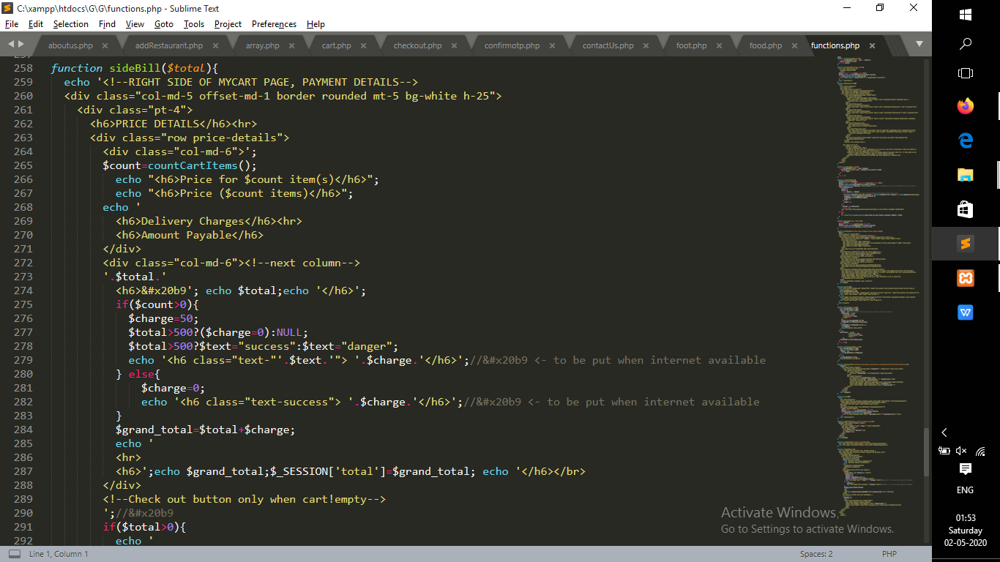 C:\xampp\htdocs\G\G\functions.php - Sublime Text
File Edit Selection Find View Goto Tools Project Preferences Help
aboutus.php × addRestaurant.php × array.php × cart.php × checkout.php × confirmotp.php × contactUs.php × foot.php × food.php × functions.php ×
258 function sideBill($total){
259 echo '<!--RIGHT SIDE OF MYCART PAGE, PAYMENT DETAILS-->
260 <div class="col-md-5 offset-md-1 border rounded mt-5 bg-white h-25">
261 <div class="pt-4">
262 <h6>PRICE DETAILS</h6><hr>
263 <div class="row price-details">
264 <div class="col-md-6">';
265 $count=countCartItems();
266 echo "<h6>Price for $count item(s)</h6>";
267 echo "<h6>Price ($count items)</h6>";
268 echo '
269 <h6>Delivery Charges</h6><hr>
270 <h6>Amount Payable</h6>
271 </div>
272 <div class="col-md-6"><!--next column-->
273 '.$total.'
274 <h6>&#x20b9'; echo $total;echo '</h6>';
275 if($count>0){
276 $charge=50;
277 $total>500?($charge=0):NULL;
278 $total>500?$text="success":$text="danger";
279 echo '<h6 class="text-"'.$text.'"> '.$charge.'</h6>';//&#x20b9 <- to be put when internet available
280 } else{
281 $charge=0;
282 echo '<h6 class="text-success"> '.$charge.'</h6>';//&#x20b9 <- to be put when internet available
283 }
284 $grand_total=$total+$charge;
285 echo '
286 <hr>
287 <h6>';echo $grand_total;$_SESSION['total']=$grand_total; echo '</h6></br>
288 </div>
289 <!--Check out button only when cart!empty-->
290 ';//&#x20b9
291 if($total>0){
292 echo '
Activate Windows
Go to Settings to activate Windows.
Line 1, Column 1 Spaces: 2 PHP
ENG
01:53
Saturday
02-05-2020